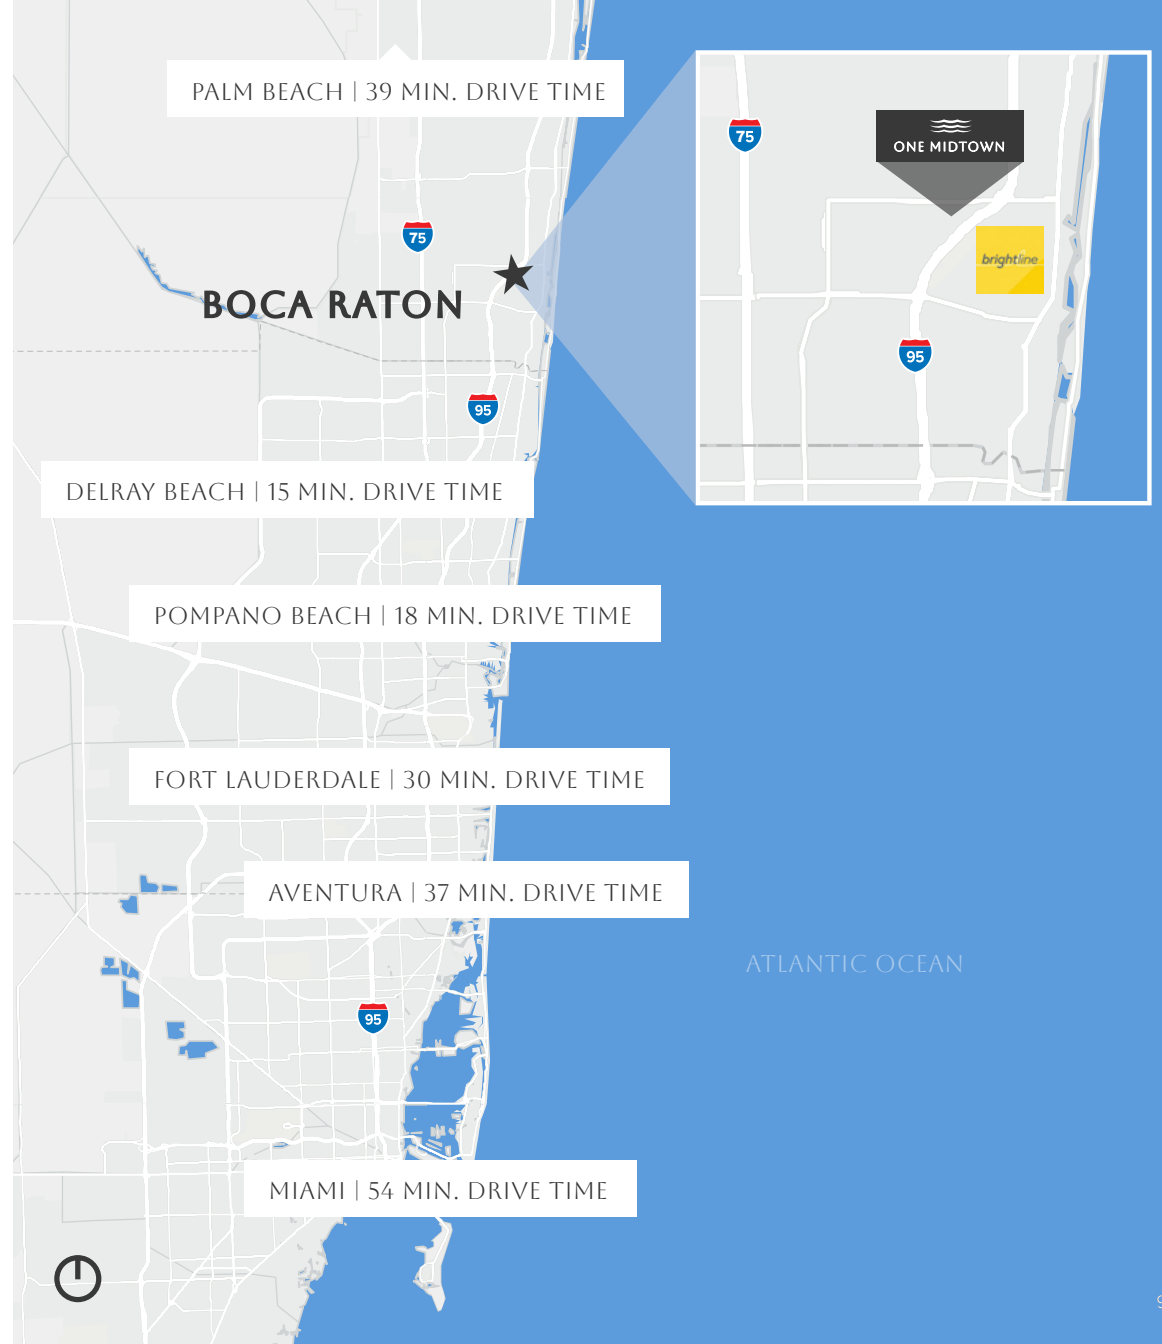 PALM BEACH | 39 MIN. DRIVE TIME
75
ONE MIDTOWN
75
brightline
BOCA RATON
95
95
DELRAY BEACH | 15 MIN. DRIVE TIME
POMPANO BEACH | 18 MIN. DRIVE TIME
FORT LAUDERDALE | 30 MIN. DRIVE TIME
AVENTURA | 37 MIN. DRIVE TIME
ATLANTIC OCEAN
95
MIAMI | 54 MIN. DRIVE TIME